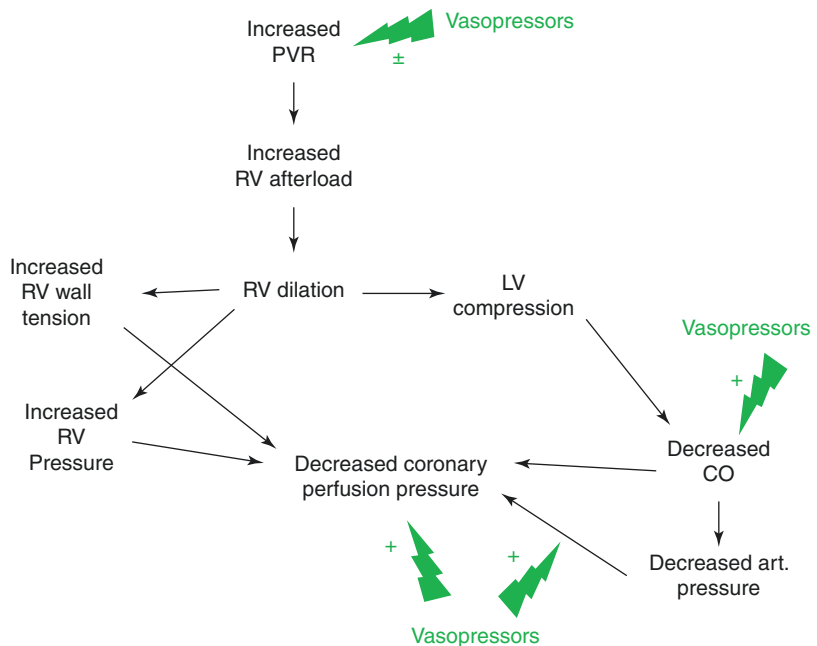 Increased
PVR
Vasopressors
±
Increased
RV afterload
Increased
RV wall
tension
RV dilation
LV
compression
Vasopressors
+
Increased
RV
Pressure
Decreased coronary
perfusion pressure
Decreased
CO
+
+
Decreased art.
pressure
Vasopressors